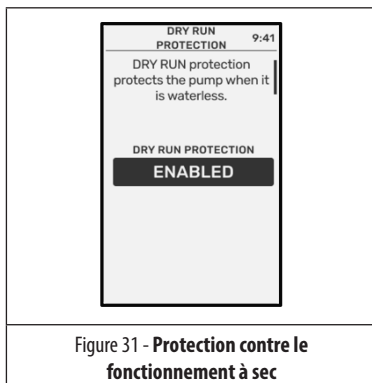 DRY RUN
PROTECTION
9:41
DRY RUN protection
protects the pump when it
is waterless.
DRY RUN PROTECTION
ENABLED
Figure 31 - Protection contre le
fonctionnement à sec